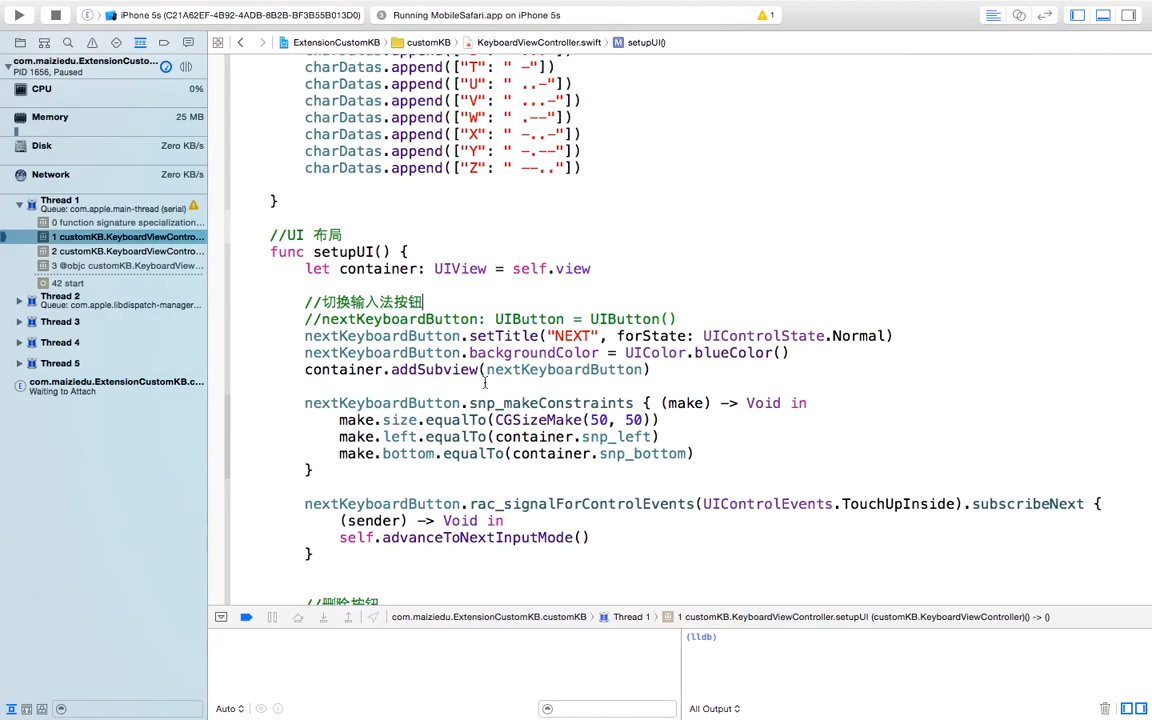 iPhone 5s (C21A62EF-4B92-4ADB-8B2B-BF3B55B013D0)
Running MobileSafari.app on iPhone 5s
1
ExtensionCustomKB
customKB
KeyboardViewController.swift
setupUI()
com.maiziedu.ExtensionCusto...
PID 1656, Paused
CPU
0%
Memory
25 MB
Disk
Zero KB/s
Network
Zero KB/s
Thread 1
Queue: com.apple.main-thread (serial)
0 function signature specialization...
1 customKB.KeyboardViewContro...
2 customKB.KeyboardViewContro...
3 @objc customKB.KeyboardView...
42 start
Thread 2
Queue: com.apple.libdispatch-manager...
Thread 3
Thread 4
Thread 5
com.maiziedu.ExtensionCustomKB.c...
Waiting to Attach
charDatas.append(["T": " -"])
charDatas.append(["U": " ..-"])
charDatas.append(["V": " ...-"])
charDatas.append(["W": " .--"])
charDatas.append(["X": " -..-"])
charDatas.append(["Y": " -.--"])
charDatas.append(["Z": " --.."])
}
//UI 布局
func setupUI() {
let container: UIView = self.view
//切换输入法按钮
//nextKeyboardButton: UIButton = UIButton()
nextKeyboardButton.setTitle("NEXT", forState: UIControlState.Normal)
nextKeyboardButton.backgroundColor = UIColor.blueColor()
container.addSubview(nextKeyboardButton)
nextKeyboardButton.snp_makeConstraints { (make) -> Void in
make.size.equalTo(CGSizeMake(50, 50))
make.left.equalTo(container.snp_left)
make.bottom.equalTo(container.snp_bottom)
}
nextKeyboardButton.rac_signalForControlEvents(UIControlEvents.TouchUpInside).subscribeNext {
(sender) -> Void in
self.advanceToNextInputMode()
}
//删除按钮
com.maiziedu.ExtensionCustomKB.customKB
Thread 1
1 customKB.KeyboardViewController.setupUI (customKB.KeyboardViewController)() -> ()
(lldb)
Auto
All Output